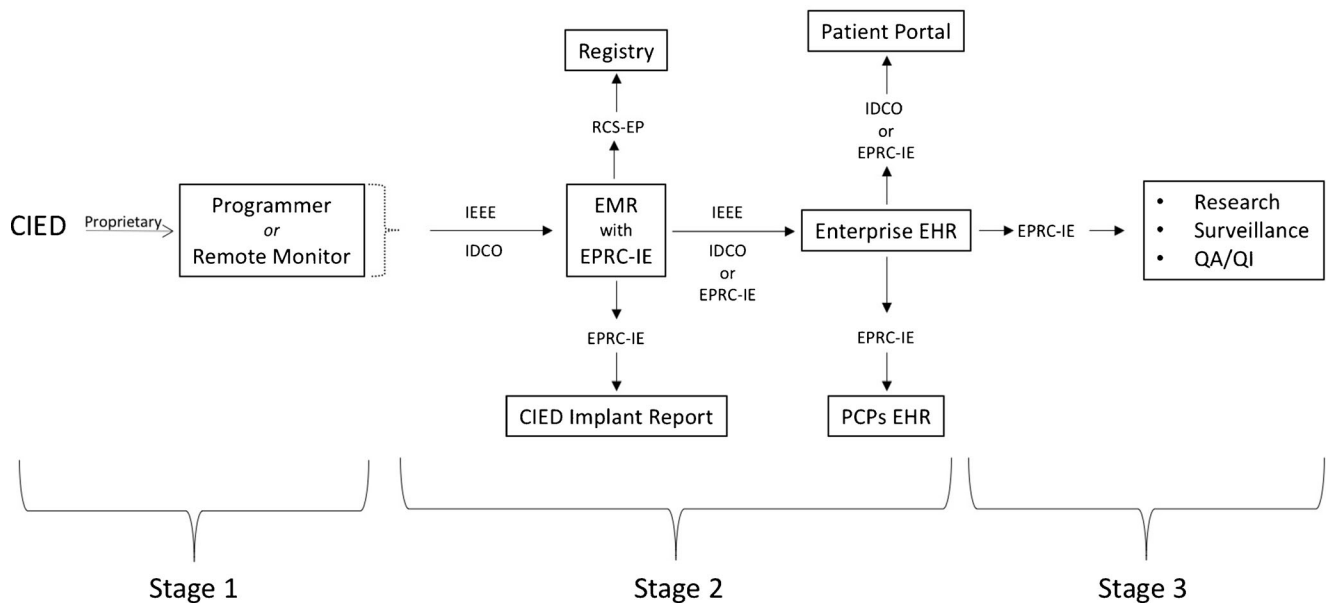 Patient Portal
Registry
IDCO
or
EPRC-IE
RCS-EP
CIED
Proprietary
Programmer
or
Remote Monitor
IEEE
IDCO
EMR
with
EPRC-IE
IEEE
IDCO
or
EPRC-IE
Enterprise EHR
EPRC-IE
• Research
• Surveillance
• QA/QI
EPRC-IE
EPRC-IE
CIED Implant Report
PCPs EHR
Stage 1
Stage 2
Stage 3